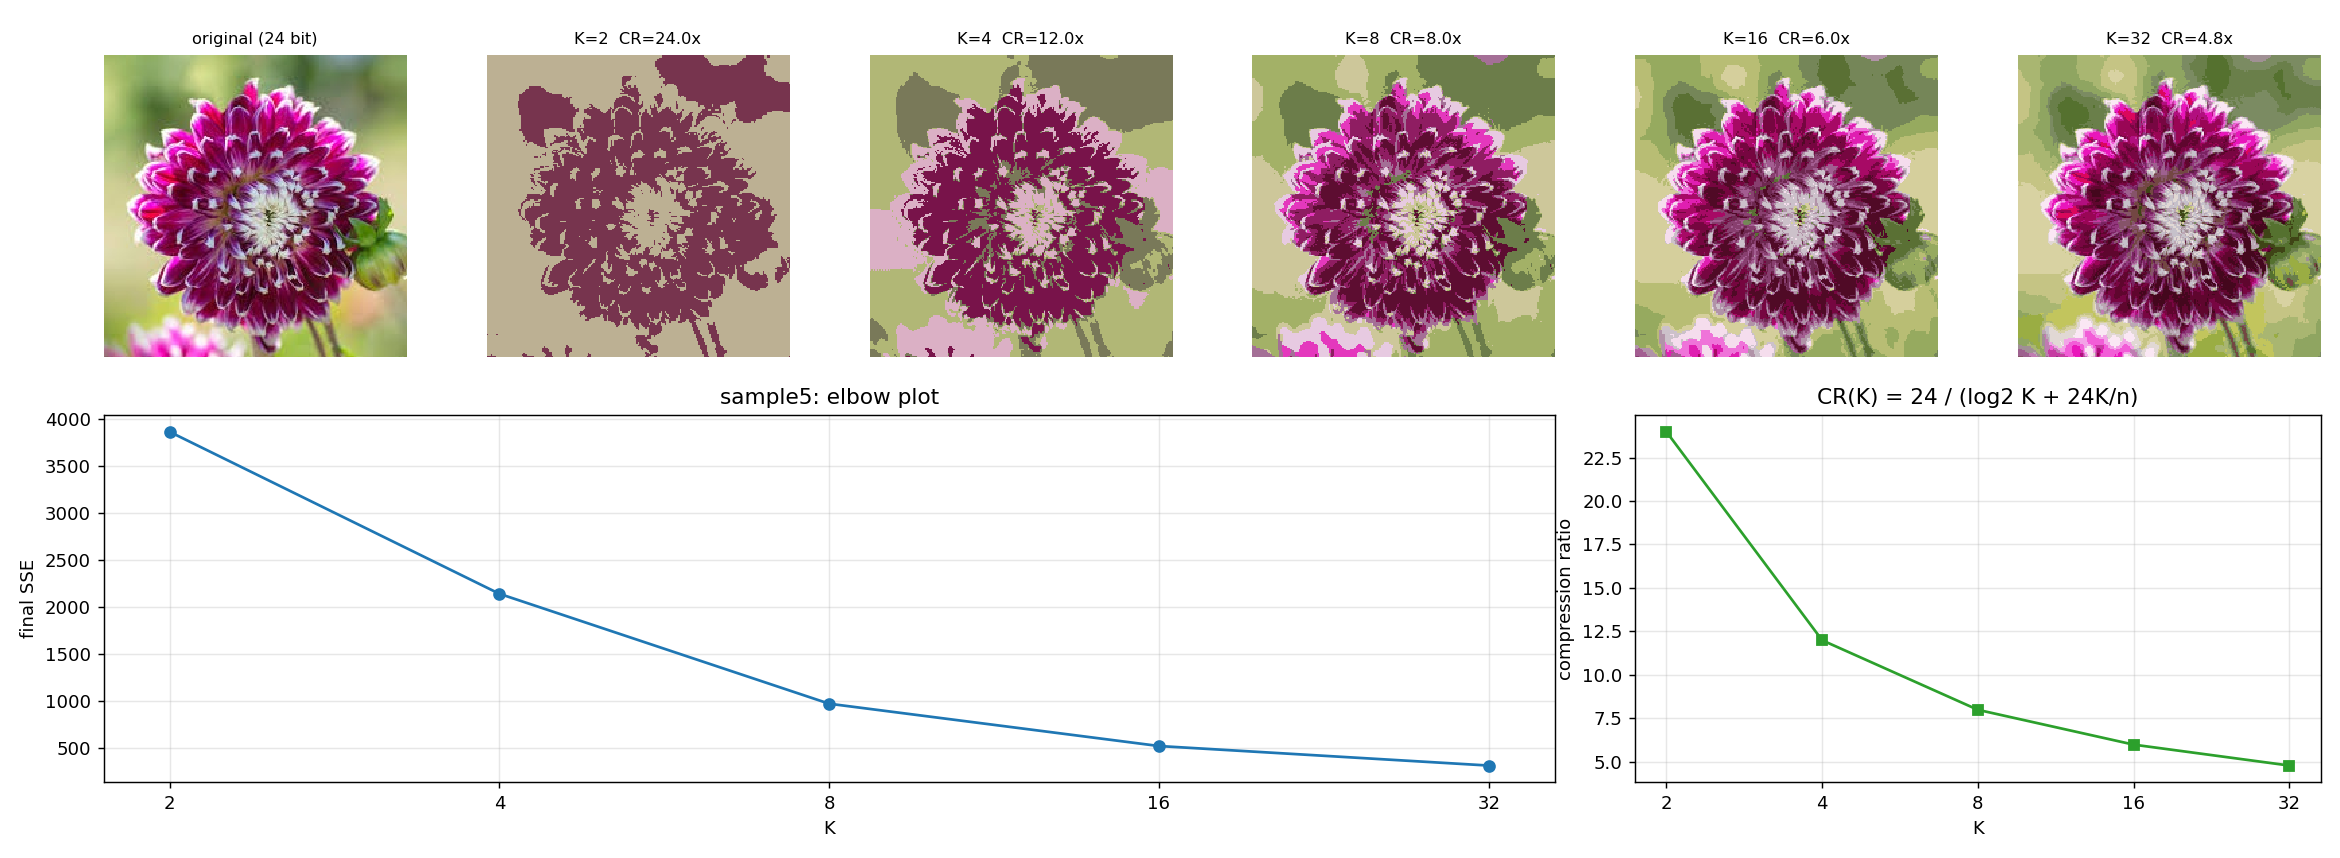 original (24 bit)
K=2  CR=24.0x
K=4  CR=12.0x
K=8  CR=8.0x
K=16  CR=6.0x
K=32  CR=4.8x
sample5: elbow plot
final SSE
4000
3500
3000
2500
2000
1500
1000
500
2
4
8
16
32
K
CR(K) = 24 / (log2 K + 24K/n)
compression ratio
22.5
20.0
17.5
15.0
12.5
10.0
7.5
5.0
2
4
8
16
32
K